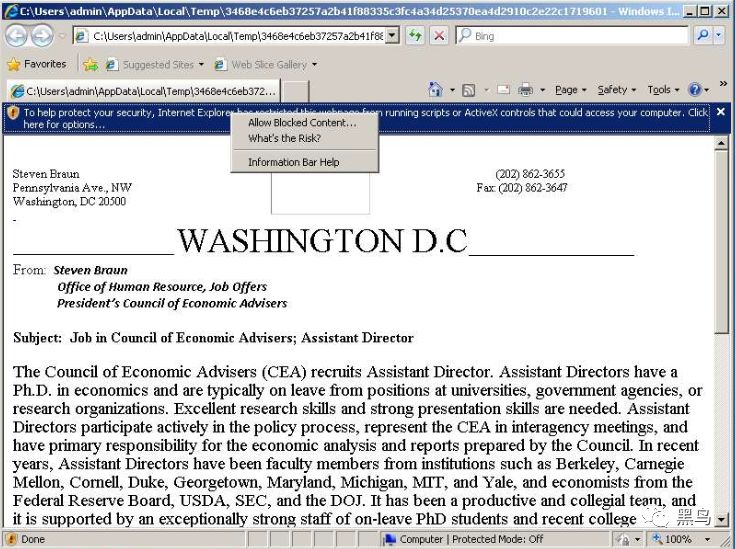 C:\Users\admin\AppData\Local\Temp\3468e4c6eb37257a2b41f88335c3fc4a34d25370ea4d2910c2e22c1719601 - Windows I...
C:\Users\admin\AppData\Local\Temp\3468e4c6eb37257a2b41f88
Bing
Favorites
Suggested Sites
Web Slice Gallery
C:\Users\admin\AppData\Local\Temp\3468e4c6eb372...
Page
Safety
Tools
To help protect your security, Internet Explorer has restricted this webpage from running scripts or ActiveX controls that could access your computer. Click
here for options...
Allow Blocked Content...
What's the Risk?
Information Bar Help
Steven Braun
Pennsylvania Ave., NW
Washington, DC 20500
-
(202) 862-3655
Fax: (202) 862-3647
WASHINGTON D.C
From: Steven Braun
Office of Human Resource, Job Offers
President's Council of Economic Advisers
Subject: Job in Council of Economic Advisers; Assistant Director
The Council of Economic Advisers (CEA) recruits Assistant Director. Assistant Directors have a
Ph.D. in economics and are typically on leave from positions at universities, government agencies, or
research organizations. Excellent research skills and strong presentation skills are needed. Assistant
Directors participate actively in the policy process, represent the CEA in interagency meetings, and
have primary responsibility for the economic analysis and reports prepared by the Council. In recent
years, Assistant Directors have been faculty members from institutions such as Berkeley, Carnegie
Mellon, Cornell, Duke, Georgetown, Maryland, Michigan, MIT, and Yale, and economists from the
Federal Reserve Board, USDA, SEC, and the DOJ. It has been a productive and collegial team, and
it is supported by an exceptionally strong staff of on-leave PhD students and recent college
黑鸟
Done
Computer | Protected Mode: Off
100%